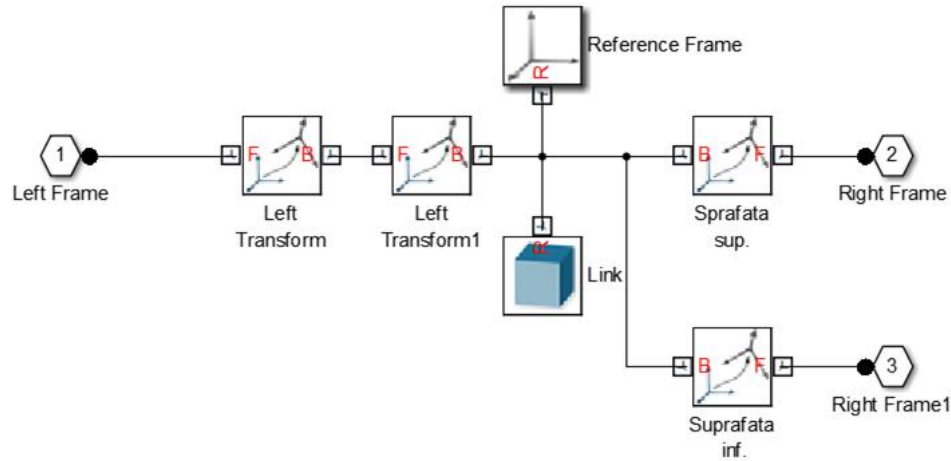 Reference Frame
R
1
F
B
F
B
B
F
2
Left Frame
Left
Transform
Left
Transform1
Sprafata
sup.
Right Frame
R
Link
B
F
3
Suprafata
inf.
Right Frame1